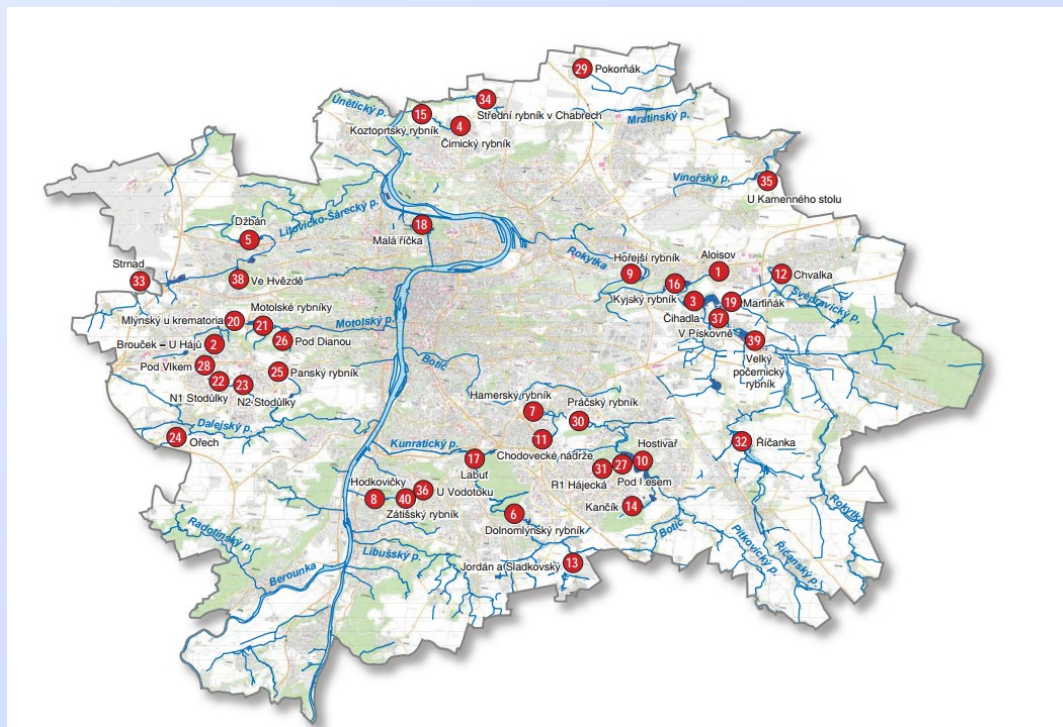 29 Pokorňák
34
Střední rybník v Chabrech
Únětický p.
15
Koztoprtský rybník
4
Čimický rybník
Mratínský p.
Vinořský p.
35
U Kamenného stolu
Litovicko-Šárecký p.
Džbán
5
18
Malá říčka
Rokytka
Hořejší rybník
9
Aloisov
1
12 Chvalka
Strnad
33
38 Ve Hvězdě
16
Kyjský rybník
3
19 Martiňák
Svépravický p.
Čihadla
37
V Pískovně
Motolské rybníky
Mlýnský u krematoria 20
21
Motolský p.
26 Pod Dianou
Brouček – U Hájů 2
39
Velký
počernický
rybník
Pod Vlkem
28
22
N1 Stodůlky
23
N2 Stodůlky
25 Panský rybník
Botič
Hamerský rybník
7
Práčský rybník
30
Dalejský p.
24 Ořech
11
Chodovecké nádrže
Hostivař
32 Říčanka
Kunratický p.
17
Labuť
31
R1 Hájecká
27
Pod Lesem
10
Hodkovičky
8
40
Zátišský rybník
36
U Vodotoku
Kančík 14
6
Dolnomlýnský rybník
Radotínský p.
Libušský p.
Berounka
Jordán a Sladkovský
13
Botič
Pitkovický p.
Říčanský p.
Rokytka